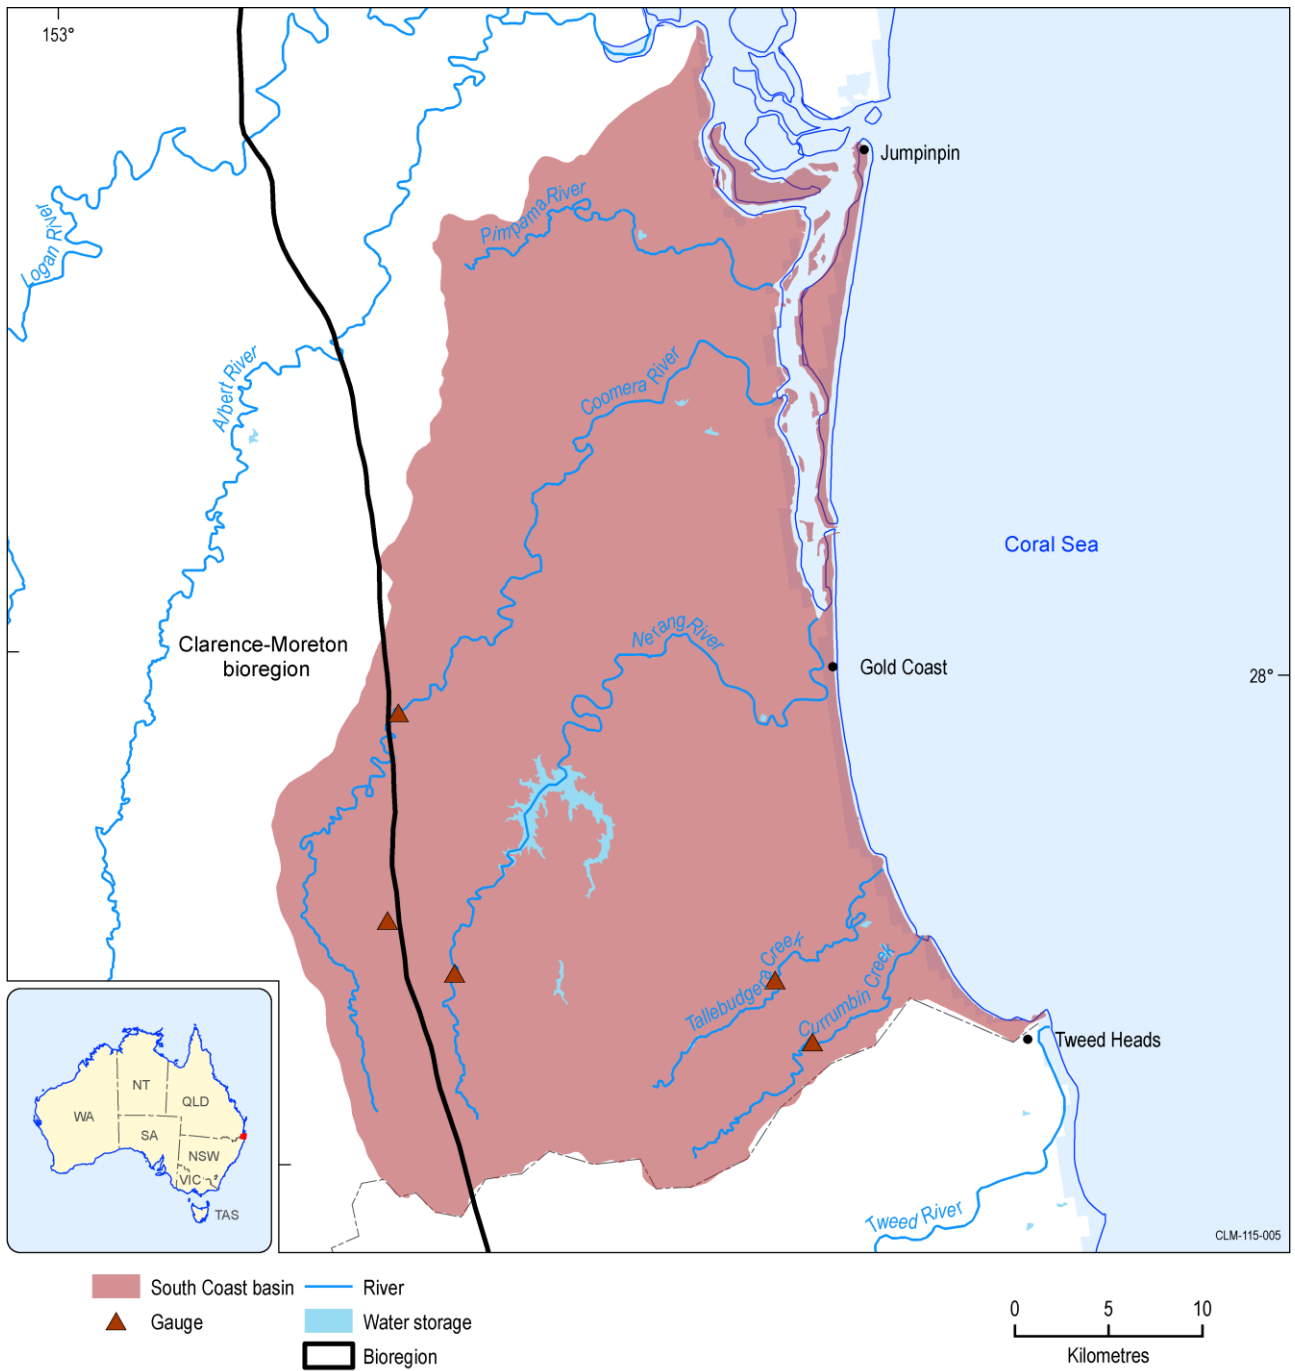 153°
Jumpinpin
Pimpama River
Logan River
Albert River
Coomera River
Coral Sea
Clarence-Moreton
bioregion
Nerang River
Gold Coast
28°
Tallebudgera Creek
Currumbin Creek
Tweed Heads
Tweed River
CLM-115-005
WA
NT
QLD
SA
NSW
VIC
TAS
South Coast basin
River
Gauge
Water storage
Bioregion
0 5 10
Kilometres